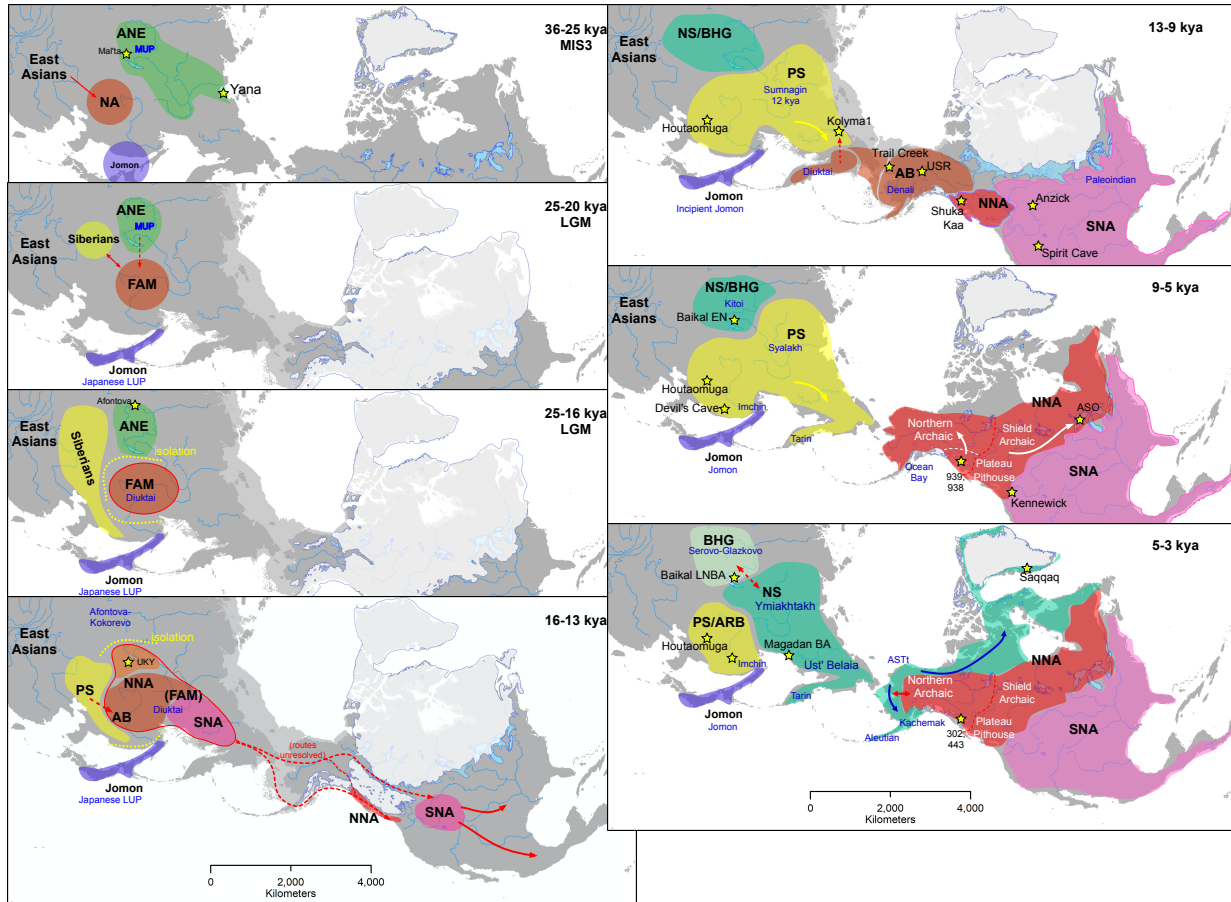 36-25 kya
MIS3
ANE
Mal'ta
MUP
East
Asians
NA
Yana
Jomon
25-20 kya
LGM
ANE
MUP
Siberians
East
Asians
FAM
Jomon
Japanese LUP
25-16 kya
LGM
Afontova
ANE
isolation
East
Asians
Siberians
FAM
Diuktai
Jomon
Japanese LUP
16-13 kya
Afontova-
Kokorevo
East
Asians
isolation
UKY
NNA
PS
(FAM)
Diuktai
AB
SNA
(routes
unresolved)
Jomon
Japanese LUP
NNA
SNA
0
2,000
4,000
Kilometers
13-9 kya
NS/BHG
East
Asians
PS
Sumnagin
12 kya
Houtaomuga
Kolyma1
Trail Creek
AB
USR
Diuktai
Denali
Jomon
Incipient Jomon
Shuka
Kaa
NNA
Anzick
Paleoindian
SNA
Spirit Cave
9-5 kya
NS/BHG
Kitoi
Baikal EN
East
Asians
PS
Syalakh
Houtaomuga
Devil's Cave
Imchin
Tarin
Jomon
Jomon
NNA
ASO
Northern
Archaic
Shield
Archaic
Ocean
Bay
Plateau
Pithouse
SNA
939,
938
Kennewick
5-3 kya
BHG
Serovo-Glazkovo
Baikal LNBA
East
Asians
NS
Ymiakhtakh
PS/ARB
Houtaomuga
Magadan BA
Imchin
Ust' Belaia
Tarin
Jomon
Jomon
Saqqaq
ASTt
NNA
Northern
Archaic
Shield
Archaic
Kachemak
Plateau
Pithouse
Aleutian
302,
443
SNA
0
2,000
4,000
Kilometers